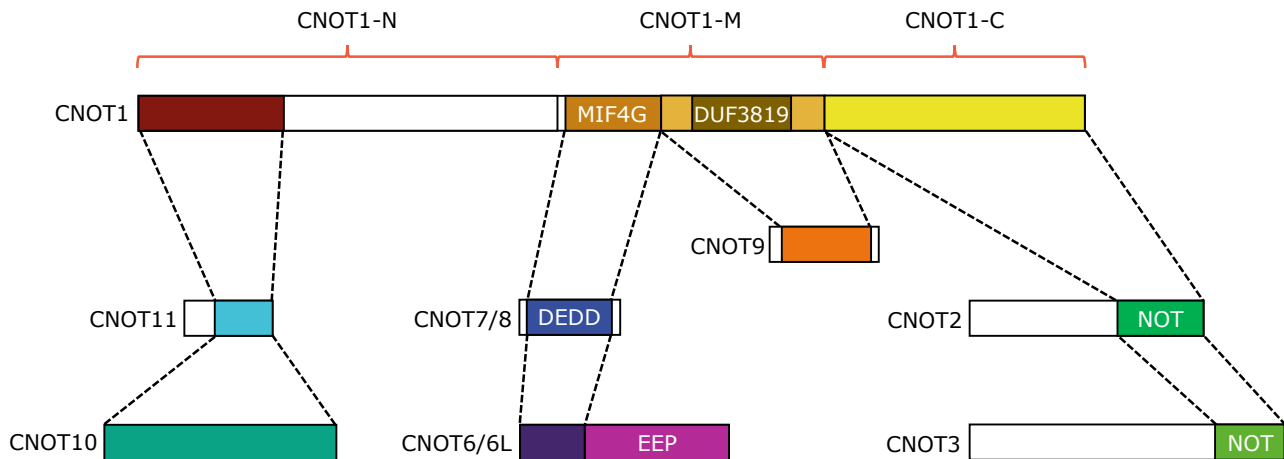 CNOT1-N CNOT1-M CNOT1-C
CNOT1 MIF4G DUF3819
CNOT9
CNOT11 CNOT7/8 DEDD CNOT2 NOT
CNOT10 CNOT6/6L EEP CNOT3 NOT